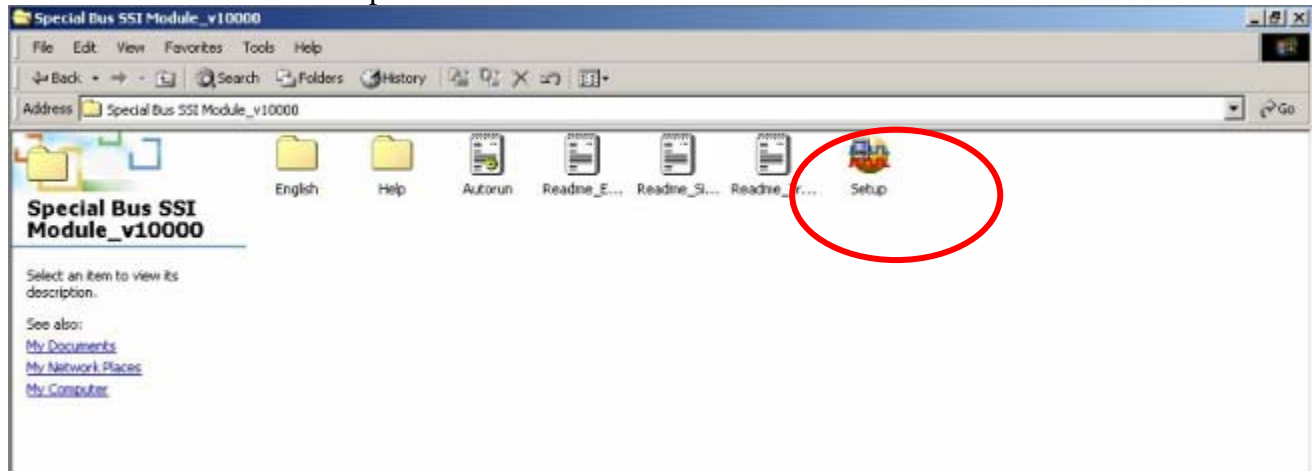 Special Bus SSI Module_v10000
File Edit View Favorites Tools Help
Back Search Folders History
Address Special Bus SSI Module_v10000 Go
English Help Autorun Readme_E... Readme_Si... Readme_Tr... Setup
Special Bus SSI
Module_v10000
Select an item to view its
description.
See also:
My Documents
My Network Places
My Computer